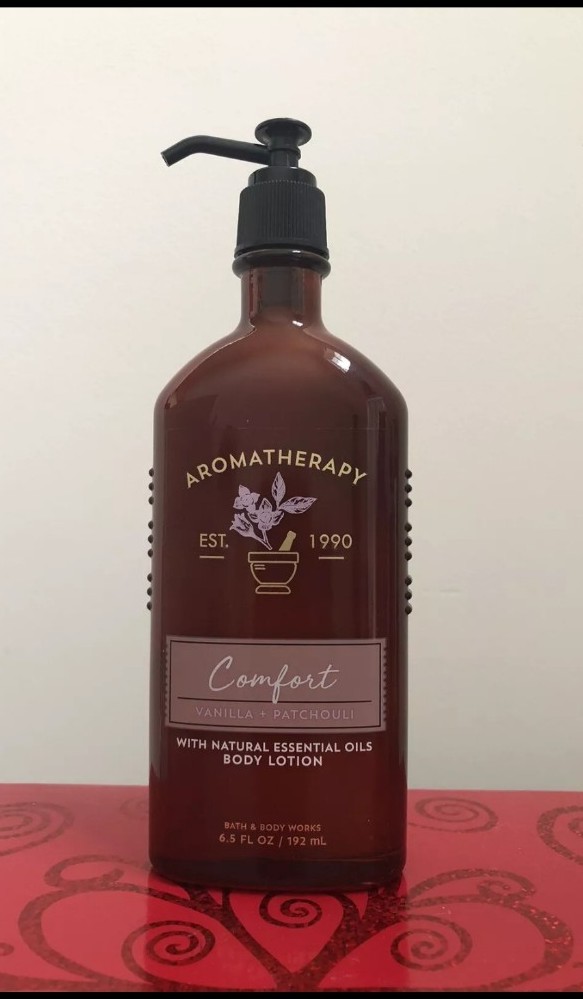 AROMATHERAPY
EST. 1990
Comfort
VANILLA + PATCHOULI
WITH NATURAL ESSENTIAL OILS
BODY LOTION
BATH & BODY WORKS
6.5 FL OZ / 192 mL